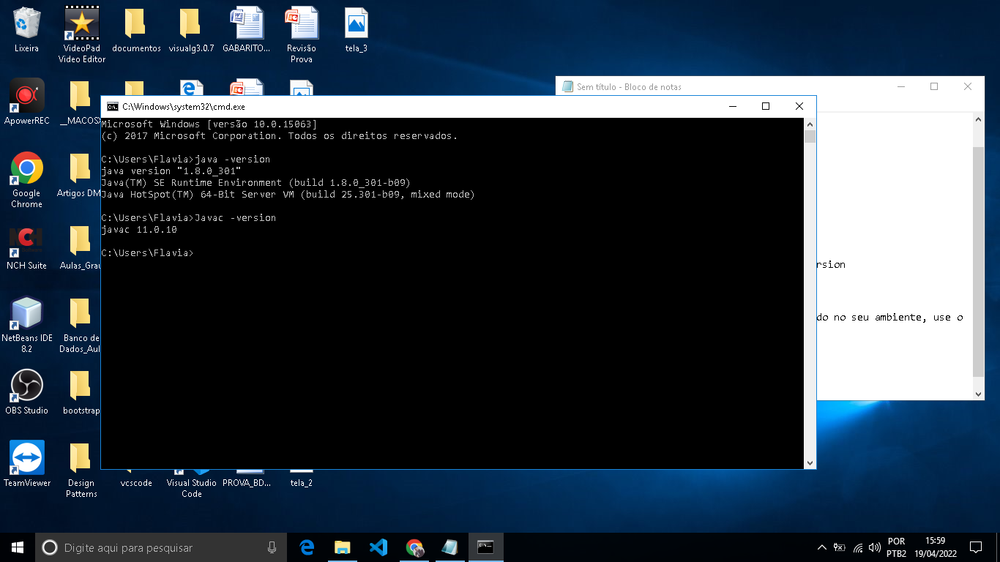 Lixeira
VideoPad
Video Editor
documentos
visualg3.0.7
GABARITO...
Revisão
Prova
tela_3
ApowerREC
__MACOSX
Google
Chrome
Artigos DM
NCH Suite
Aulas_Grau
NetBeans IDE
8.2
Banco de
Dados_Aul
OBS Studio
bootstrap
TeamViewer
Design
Patterns
vcscode
Visual Studio
Code
PROVA_BD...
tela_2
Sem título - Bloco de notas
rsion
do no seu ambiente, use o
C:\Windows\system32\cmd.exe
Microsoft Windows [versão 10.0.15063]
(c) 2017 Microsoft Corporation. Todos os direitos reservados.
C:\Users\Flavia>java -version
java version "1.8.0_301"
Java(TM) SE Runtime Environment (build 1.8.0_301-b09)
Java HotSpot(TM) 64-Bit Server VM (build 25.301-b09, mixed mode)
C:\Users\Flavia>Javac -version
javac 11.0.10
C:\Users\Flavia>
Digite aqui para pesquisar
POR
PTB2
15:59
19/04/2022